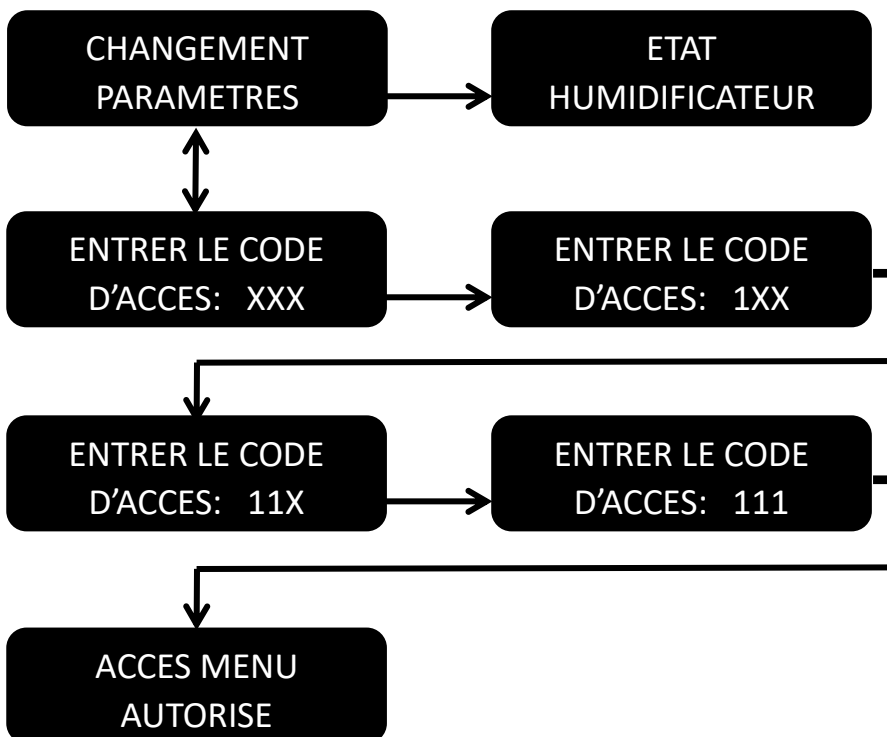 CHANGEMENT
PARAMETRES
ETAT
HUMIDIFICATEUR
ENTRER LE CODE
D'ACCES: XXX
ENTRER LE CODE
D'ACCES: 1XX
ENTRER LE CODE
D'ACCES: 11X
ENTRER LE CODE
D'ACCES: 111
ACCES MENU
AUTORISE